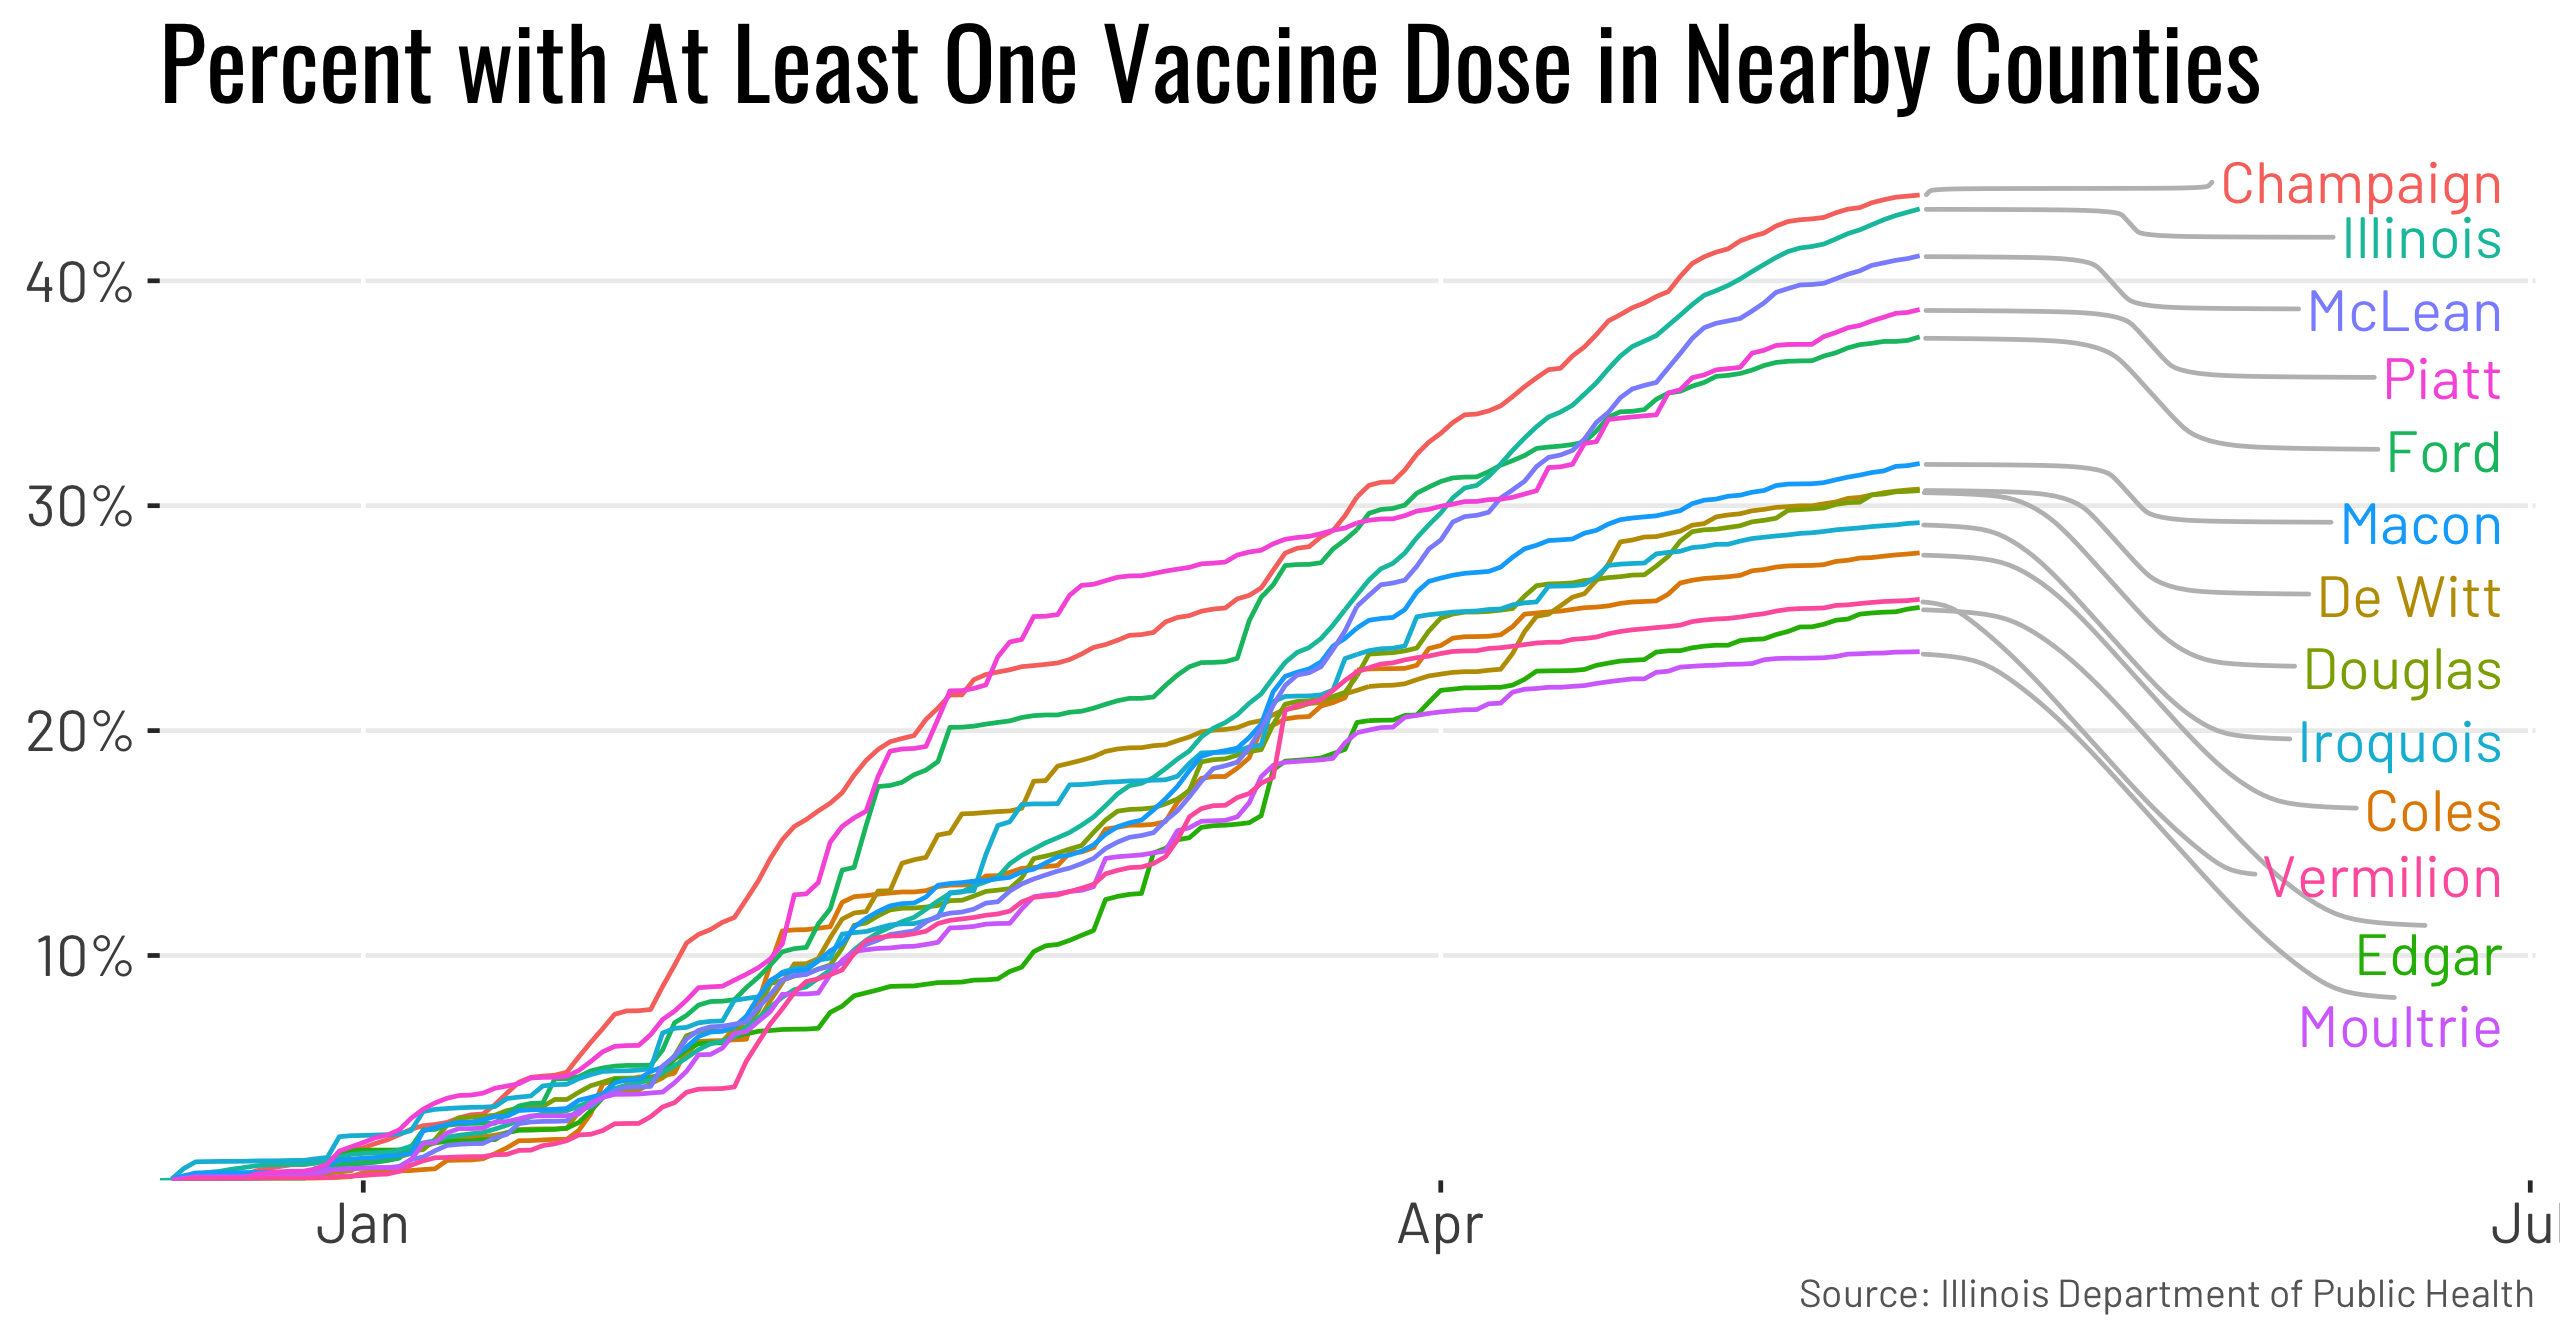 Percent with At Least One Vaccine Dose in Nearby Counties
Champaign
Illinois
40%
McLean
Piatt
Ford
30%
Macon
De Witt
Douglas
20%
Iroquois
Coles
Vermilion
10%
Edgar
Moultrie
Jan
Apr
Jul
Source: Illinois Department of Public Health